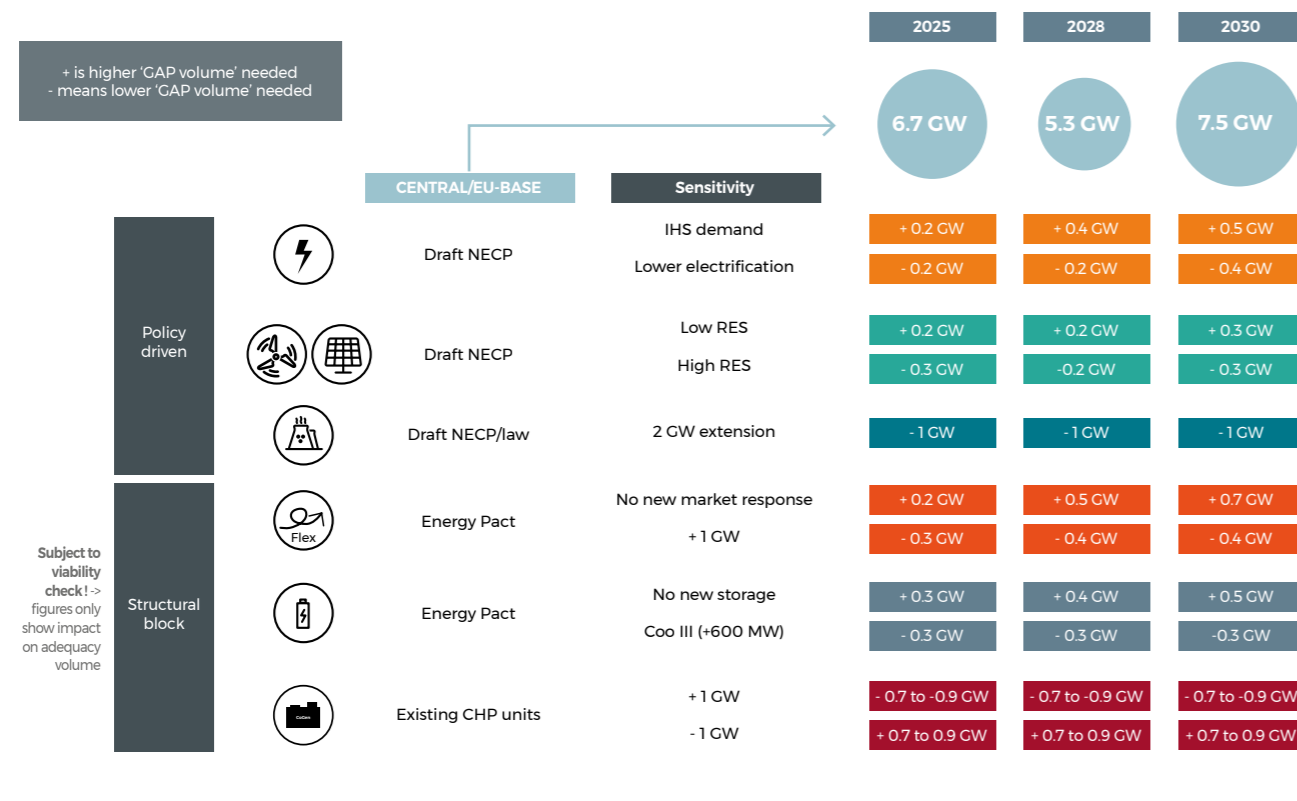 2025 2028 2030
+ is higher ‘GAP volume’ needed
- means lower ‘GAP volume’ needed
6.7 GW 5.3 GW 7.5 GW
CENTRAL/EU-BASE Sensitivity
Policy
driven
Draft NECP
IHS demand + 0.2 GW + 0.4 GW + 0.5 GW
Lower electrification - 0.2 GW - 0.2 GW - 0.4 GW
Draft NECP
Low RES + 0.2 GW + 0.2 GW + 0.3 GW
High RES - 0.3 GW -0.2 GW - 0.3 GW
Draft NECP/law 2 GW extension - 1 GW - 1 GW - 1 GW
Subject to
viability
check ! ->
figures only
show impact
on adequacy
volume
Structural
block
Flex
Energy Pact
No new market response + 0.2 GW + 0.5 GW + 0.7 GW
+ 1 GW - 0.3 GW - 0.4 GW - 0.4 GW
Energy Pact
No new storage + 0.3 GW + 0.4 GW + 0.5 GW
Coo III (+600 MW) - 0.3 GW - 0.3 GW -0.3 GW
CoGen
Existing CHP units
+ 1 GW - 0.7 to -0.9 GW - 0.7 to -0.9 GW - 0.7 to -0.9 GW
- 1 GW + 0.7 to 0.9 GW + 0.7 to 0.9 GW + 0.7 to 0.9 GW